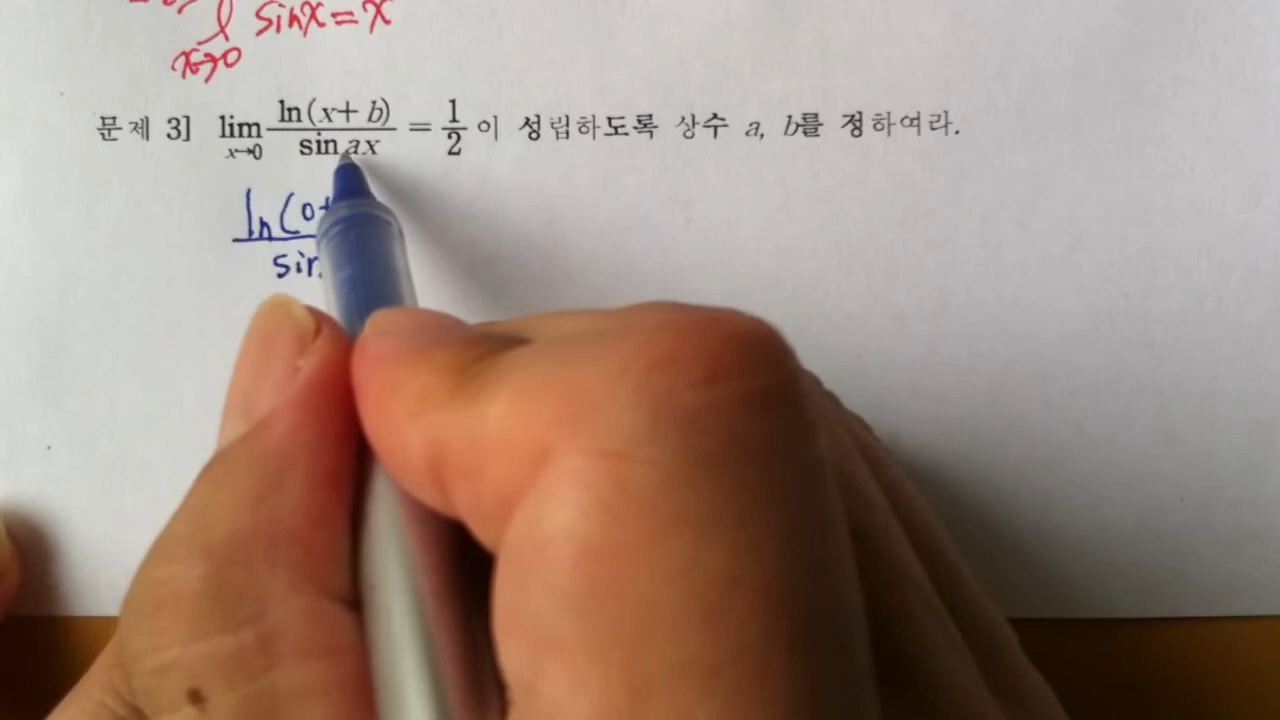 sinx=x
x→0
문제 3] lim x→0 ln(x+b)/sin ax = 1/2 이 성립하도록 상수 a, b를 정하여라.
ln(0+
sin